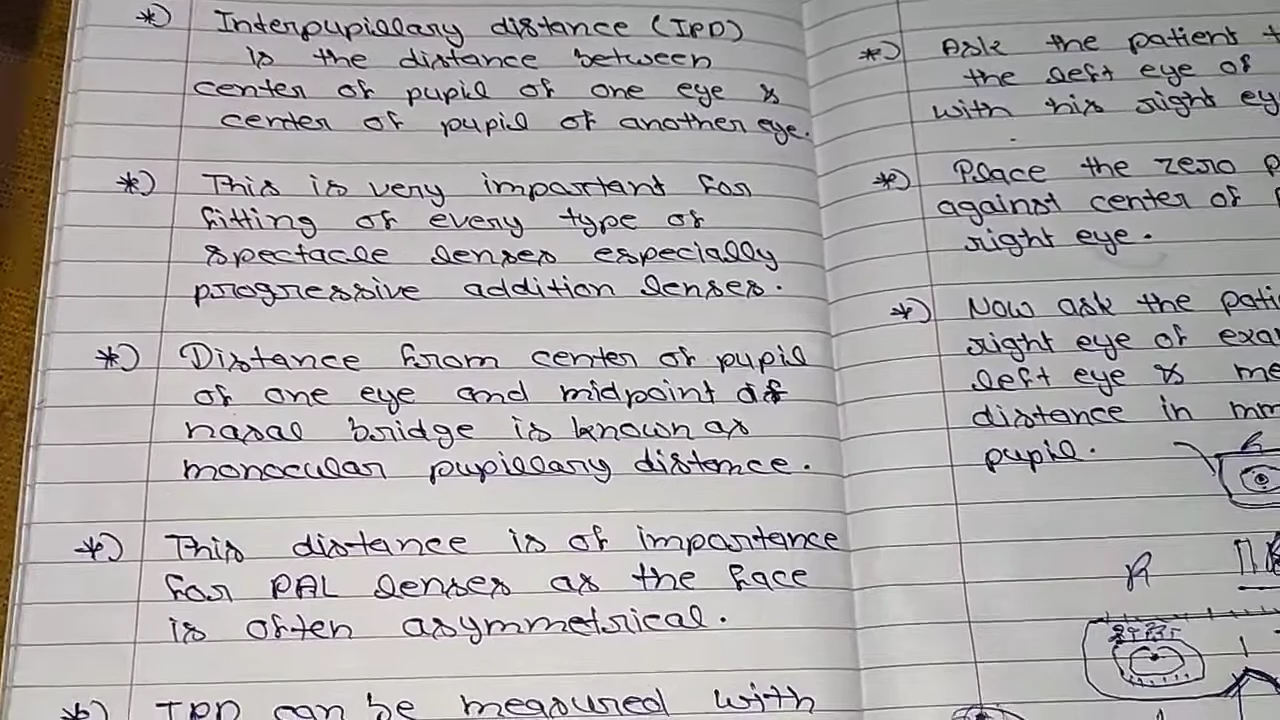 *) Interpupillary distance (IPD)
is the distance between
center of pupil of one eye &
center of pupil of another eye.
*) This is very important for
fitting of every type of
spectacle lenses especially
progressive addition lenses.
*) Distance from center of pupil
of one eye and midpoint of
nasal bridge is known as
monocular pupillary distance.
*) This distance is of importance
for PAL lenses as the face
is often asymmetrical.
*) IPD can be measured with
*) Ask the patient
the left eye of
with his right
*) Place the zero
against center of
right eye.
*) Now ask the
right eye of
left eye &
distance in mm
pupil.
R